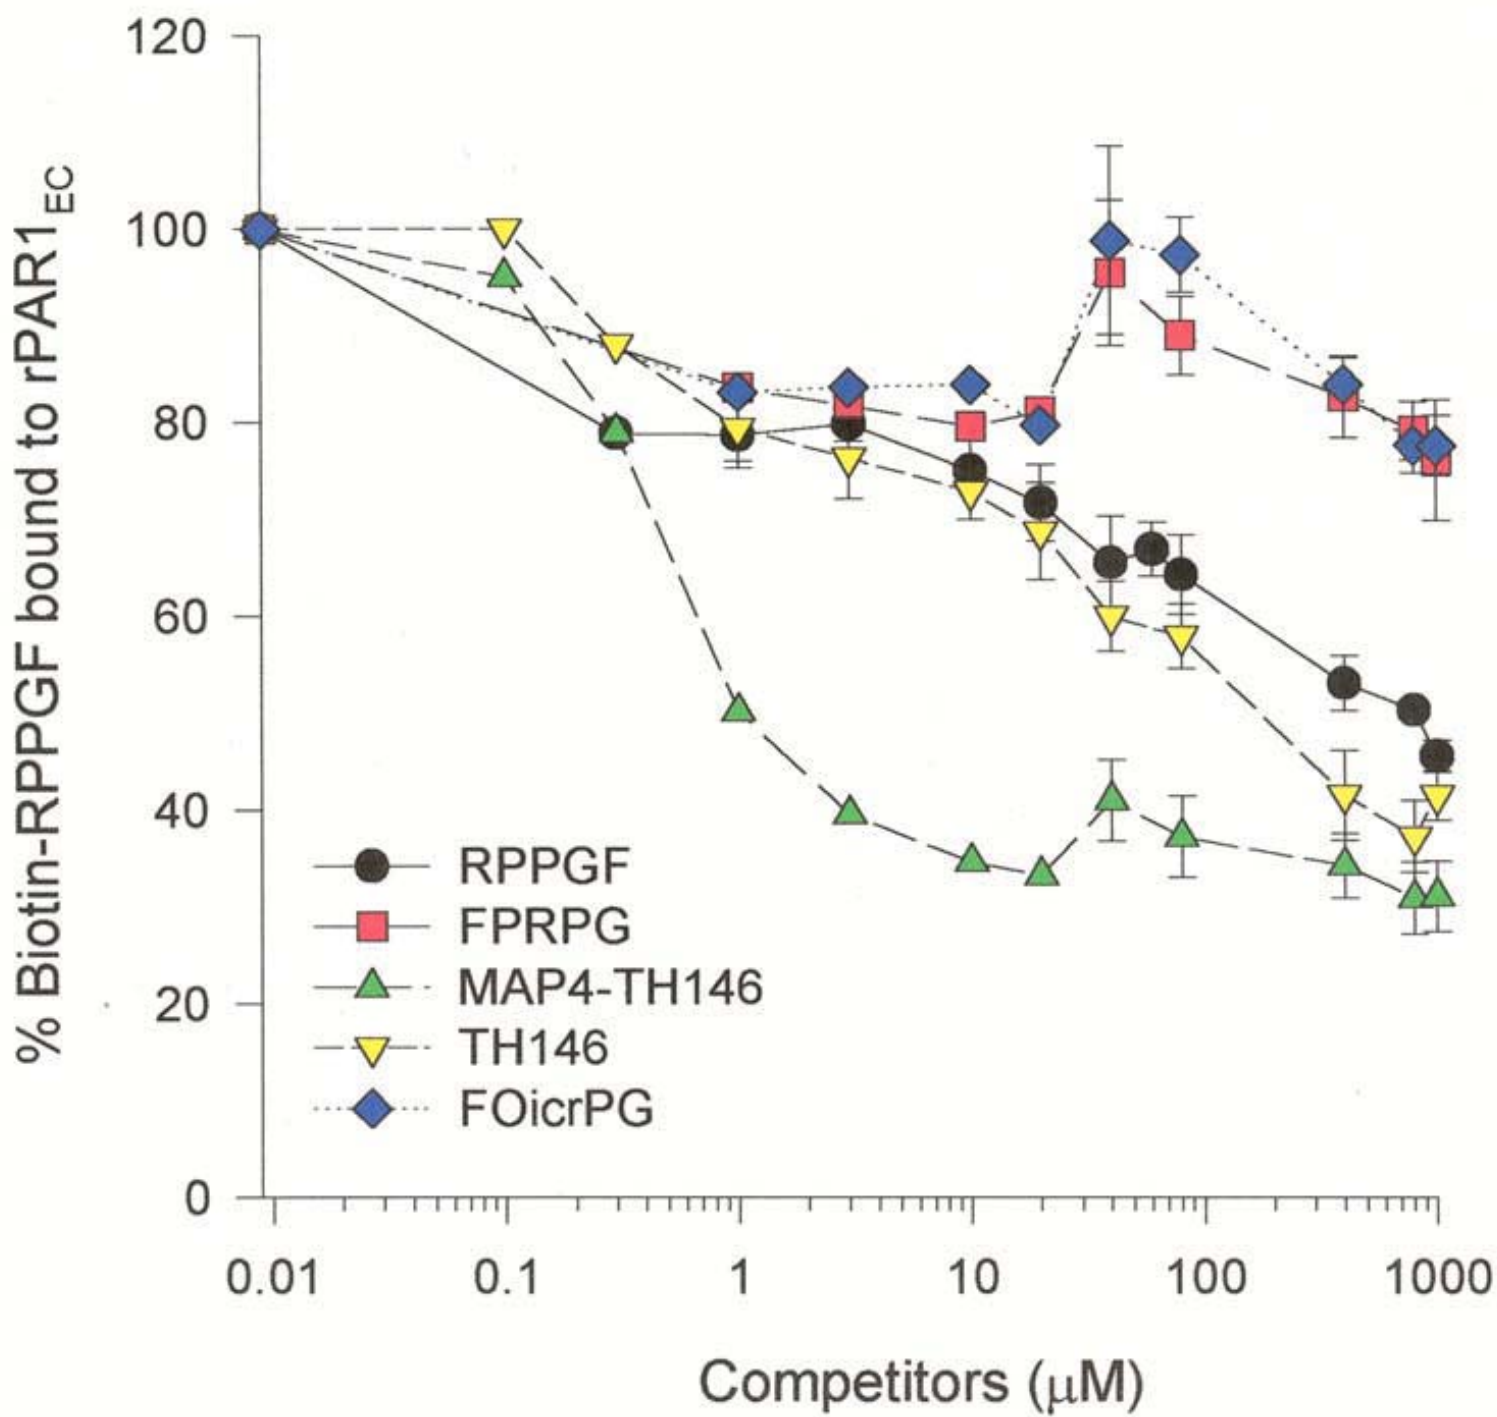 120
100
80
60
40
20
0
% Biotin-RPPGF bound to rPAR1EC
RPPGF
FPRPG
MAP4-TH146
TH146
FOicrPG
0.01 0.1 1 10 100 1000
Competitors (μM)